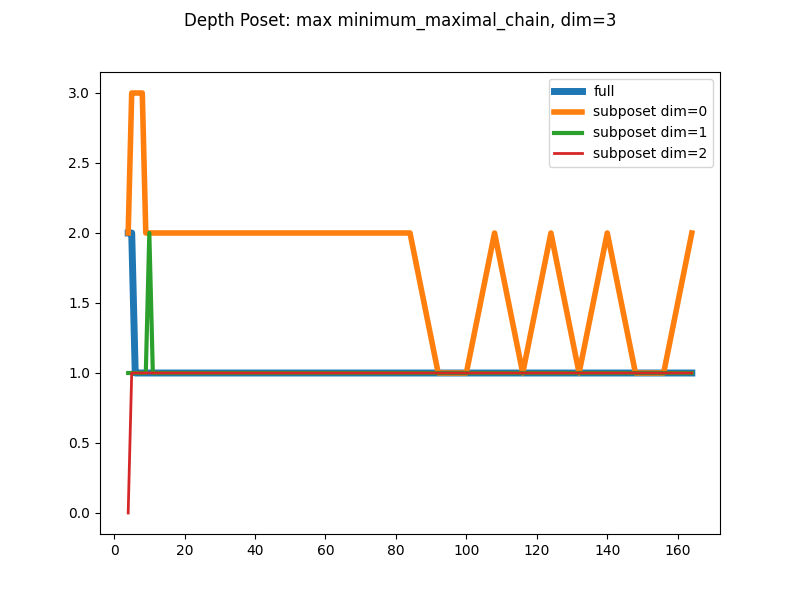 Depth Poset: max minimum_maximal_chain, dim=3
full
subposet dim=0
subposet dim=1
subposet dim=2
3.0
2.5
2.0
1.5
1.0
0.5
0.0
0 20 40 60 80 100 120 140 160